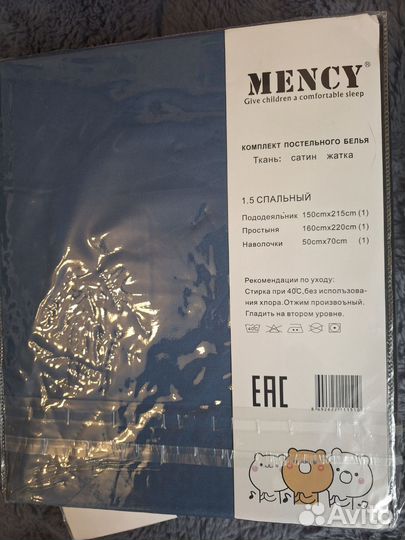 MENCY®
Give children a comfortable sleep
КОМПЛЕКТ ПОСТЕЛЬНОГО БЕЛЬЯ
Ткань: сатин жатка
1.5 СПАЛЬНЫЙ
Пододеяльник 150cmx215cm (1)
Простыня 160cmx220cm (1)
Наволочки 50cmx70cm (1)
Рекомендации по уходу:
Стирка при 40С,без использова-
ния хлора.Отжим произвоьный.
Гладить на втором уровне.
EAC
Avito